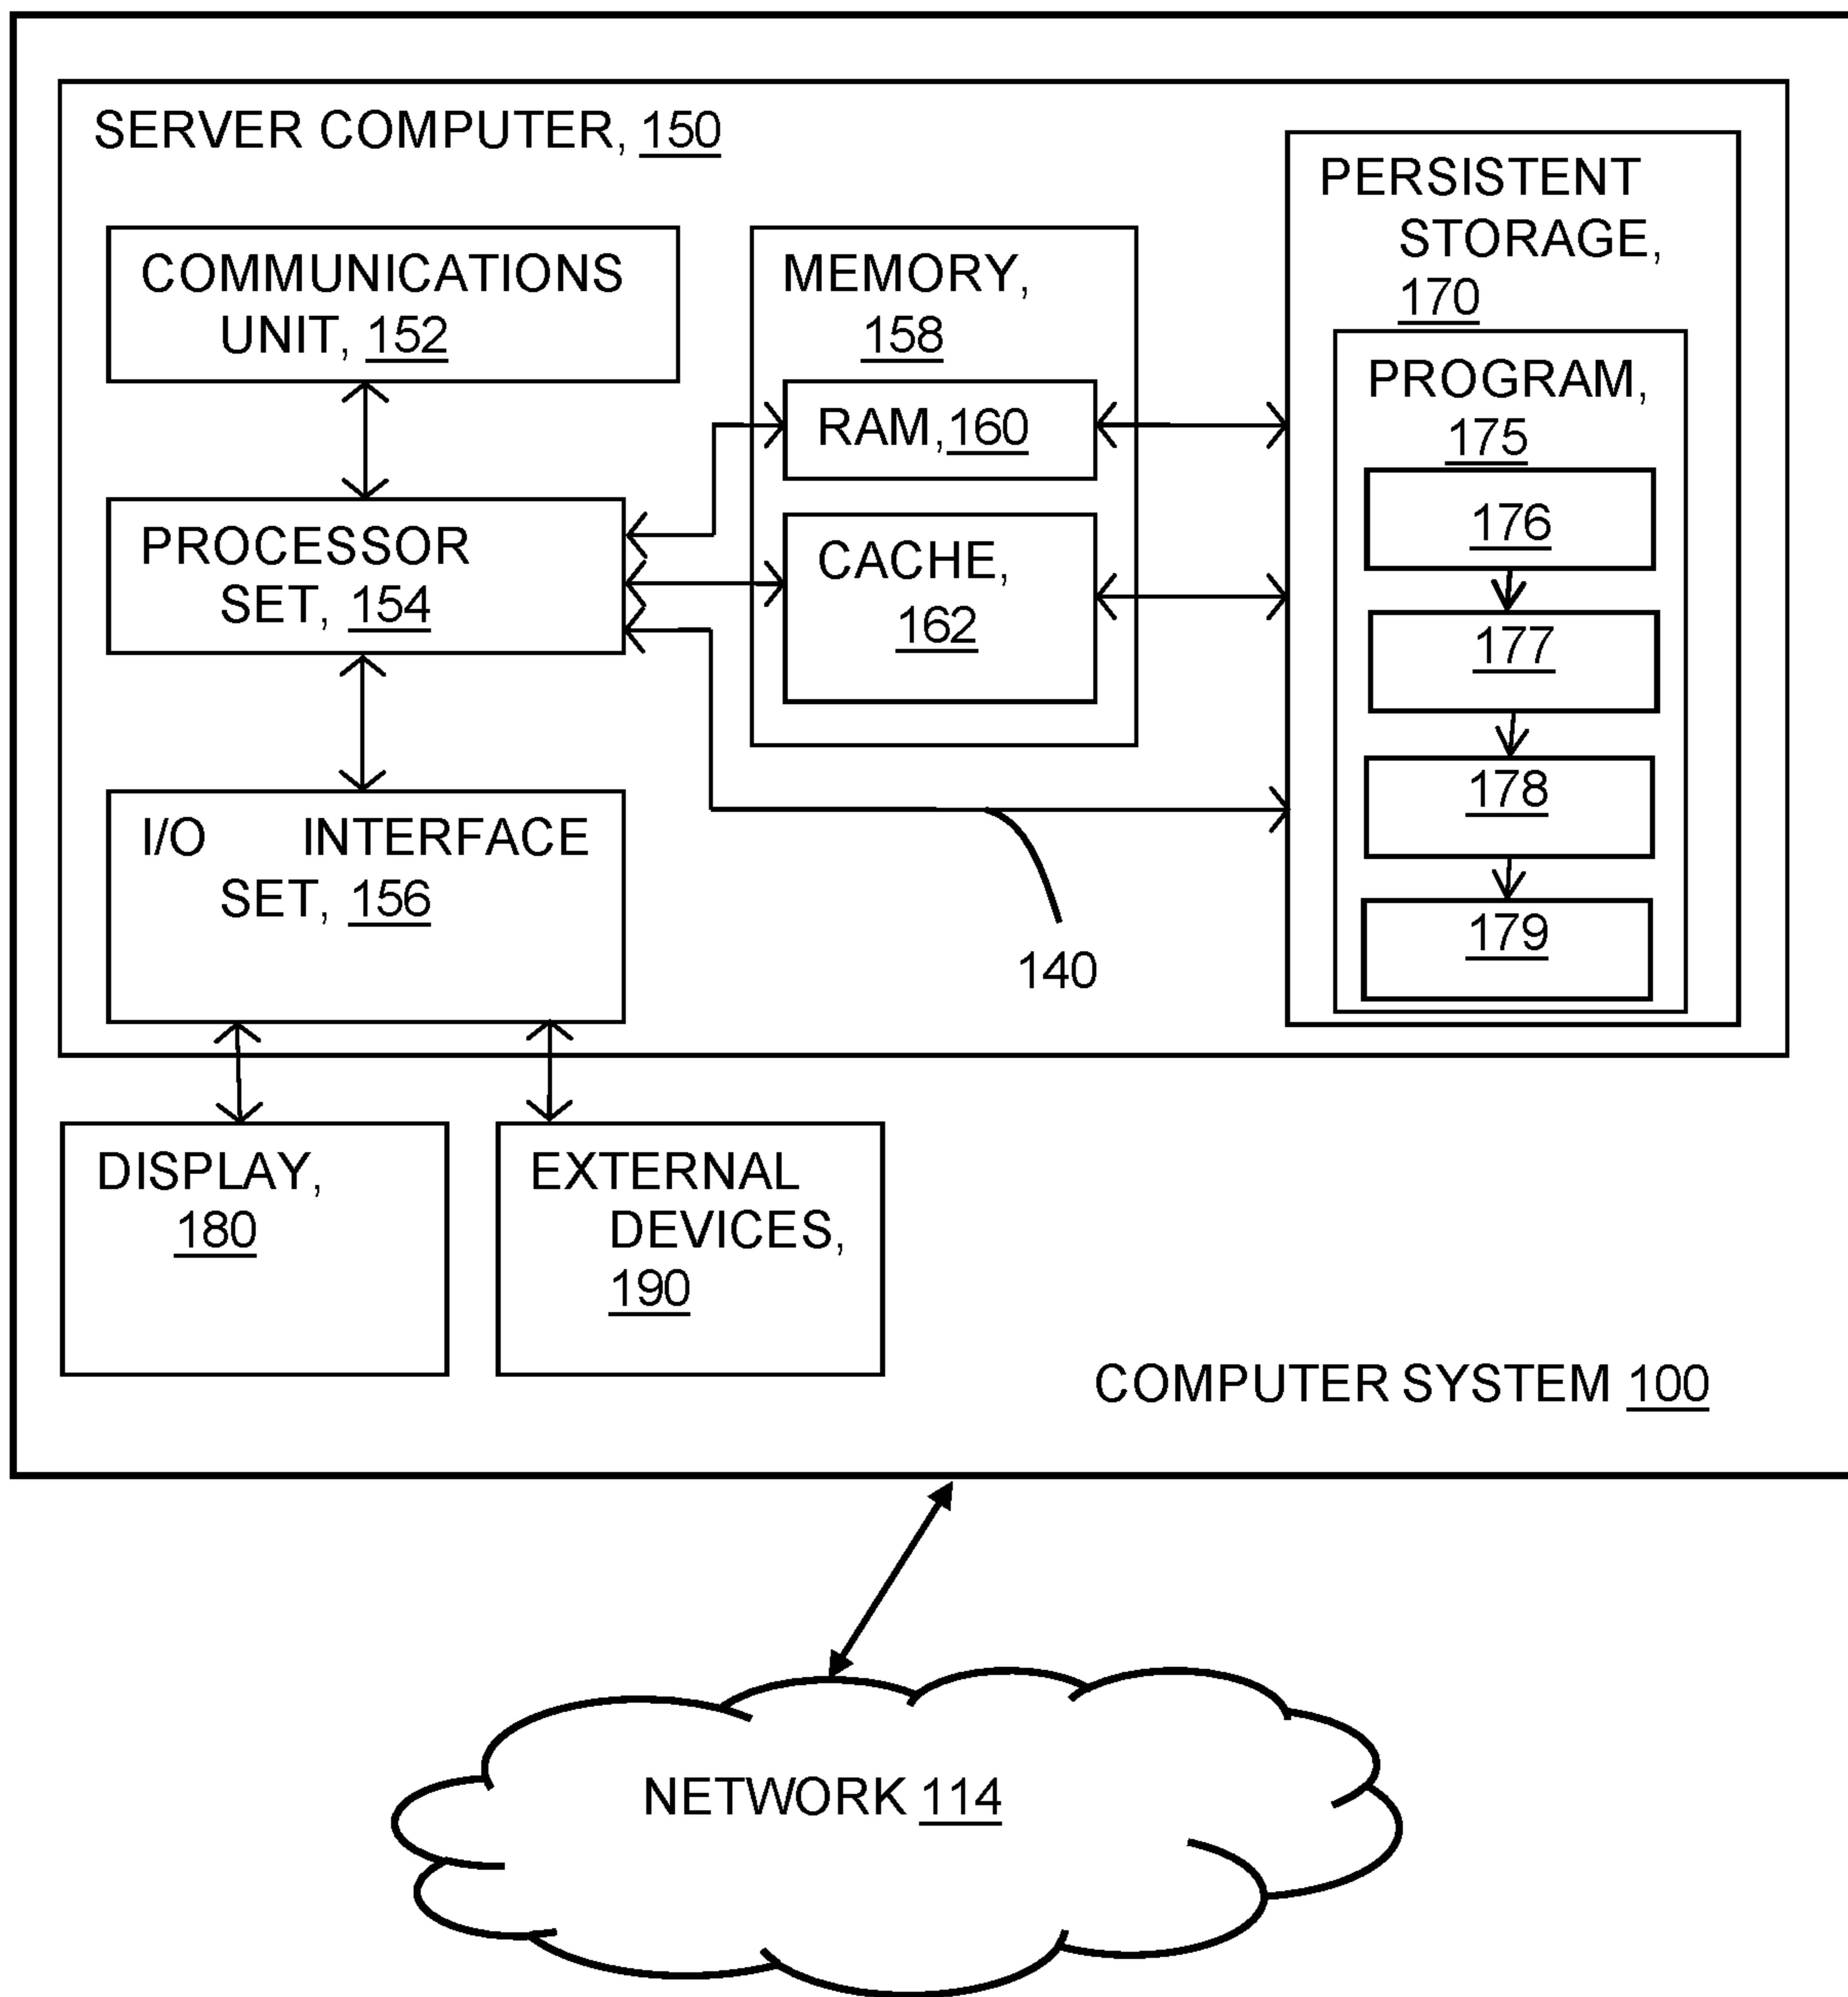 SERVER COMPUTER, 150
COMMUNICATIONS
UNIT, 152
PROCESSOR
SET, 154
I/O INTERFACE
SET, 156
MEMORY,
158
RAM, 160
CACHE,
162
140
PERSISTENT
STORAGE,
170
PROGRAM,
175
176
177
178
179
DISPLAY,
180
EXTERNAL
DEVICES,
190
COMPUTER SYSTEM 100
NETWORK 114